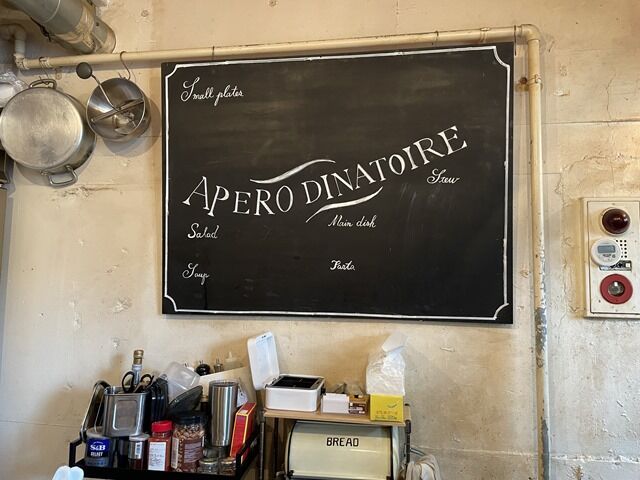 Small plates
APERO DINATOIRE
Stew
Salad
Main dish
Soup
Pasta
S&B
BREAD